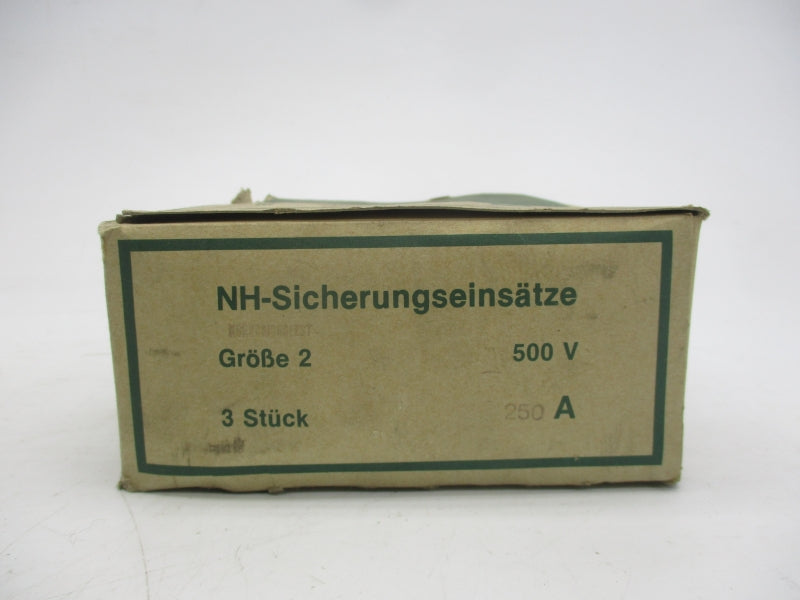 NH-Sicherungseinsätze
Größe 2 500 V
3 Stück 250 A